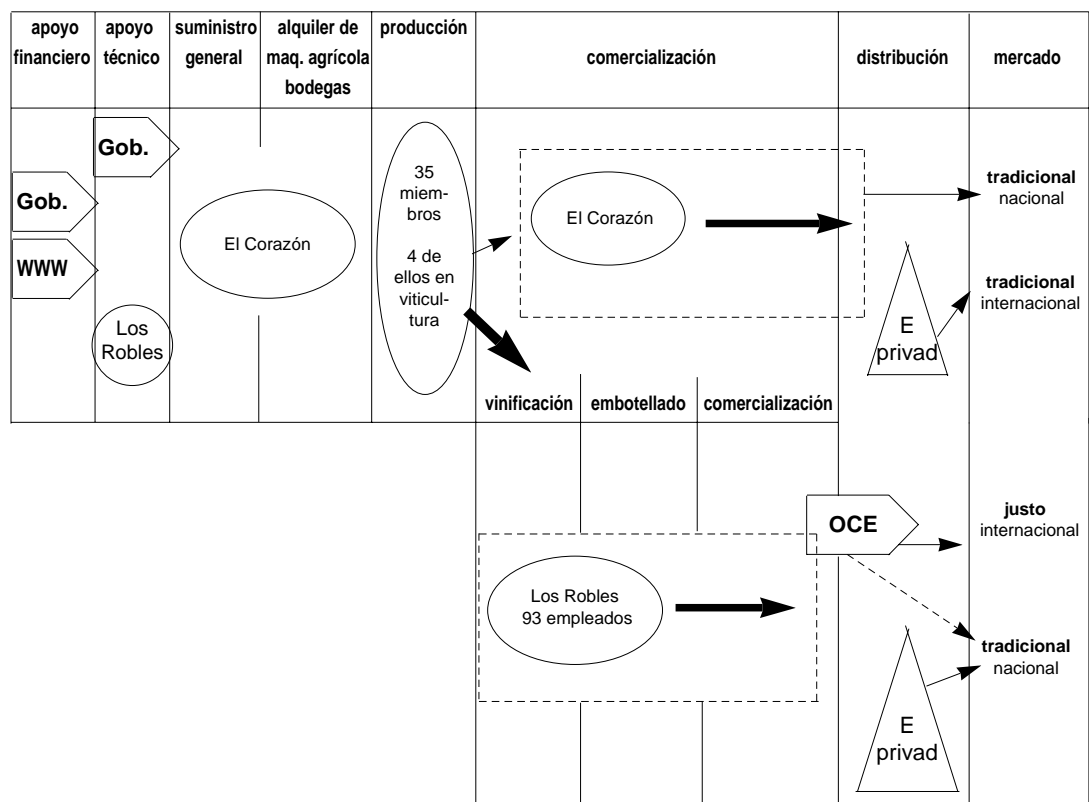 apoyo
financiero
apoyo
técnico
suministro
general
alquiler de
maq. agrícola
bodegas
producción
comercialización
distribución
mercado
Gob.
Gob.
WWW
Los
Robles
El Corazón
35
miem-
bros
4 de
ellos en
viticul-
tura
El Corazón
tradicional
nacional
tradicional
internacional
E
privad
vinificación
embotellado
comercialización
OCE
justo
internacional
Los Robles
93 empleados
tradicional
nacional
E
privad